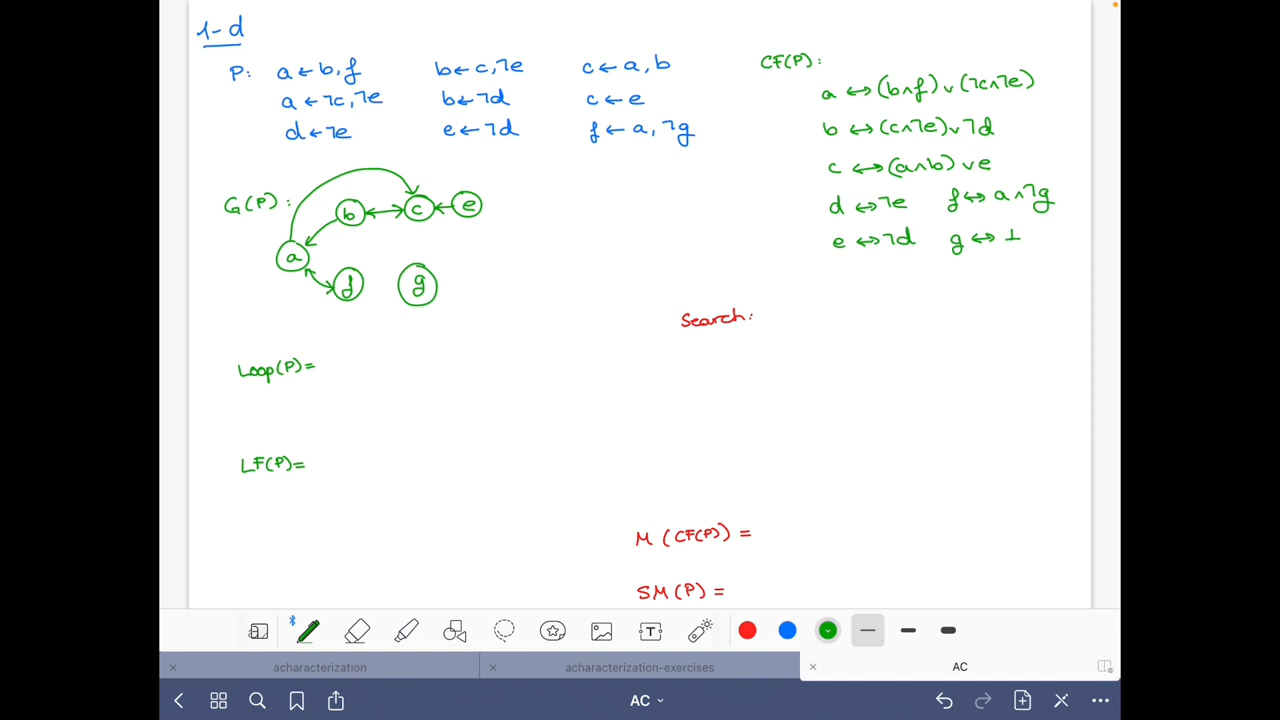 1-d
P: a ← b, f b ← c, ¬e c ← a, b
a ← ¬c, ¬e b ← ¬d c ← e
d ← ¬e e ← ¬d f ← a, ¬g
CF(P):
a ↔ (b∧f) ∨ (¬c∧¬e)
b ↔ (c∧¬e) ∨ ¬d
c ↔ (a∧b) ∨ e
d ↔ ¬e f ↔ a∧¬g
e ↔ ¬d g ↔ ⊥
G(P):
b c e
a
f g
Search:
Loop(P)=
LF(P)=
M (CF(P)) =
SM (P) =
T
acharacterization acharacterization-exercises AC
AC